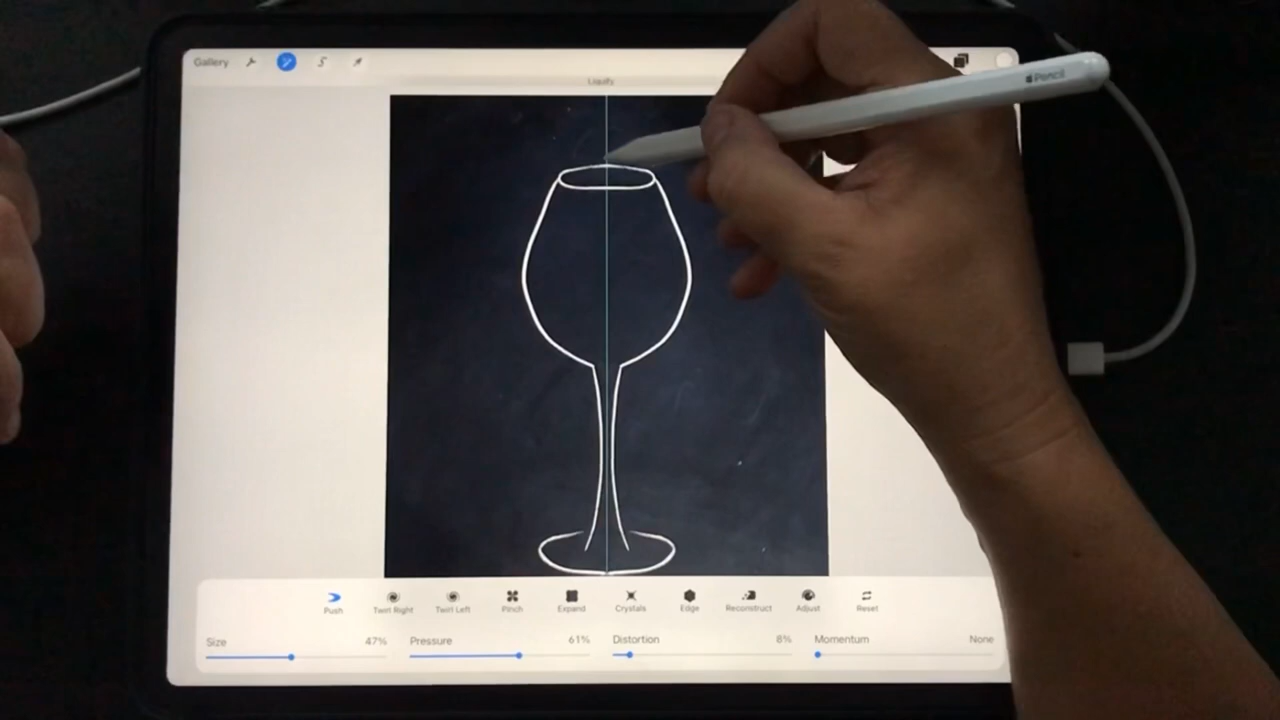 Gallery
Liquify
Pencil
Push
Twirl Right
Twirl Left
Pinch
Expand
Crystals
Edge
Reconstruct
Adjust
Reset
Size 47%
Pressure 61%
Distortion 8%
Momentum None